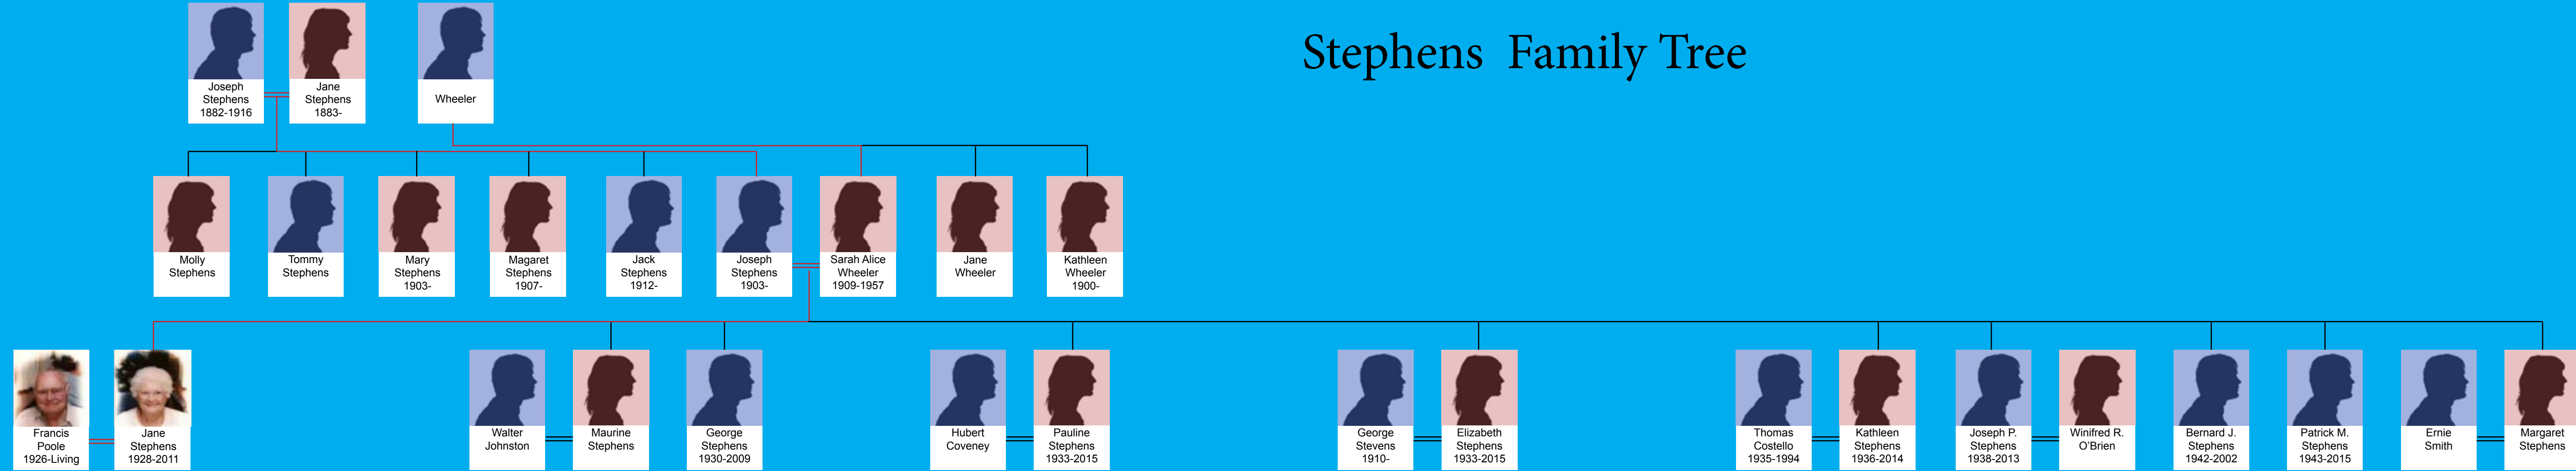 Stephens Family Tree
Joseph
Stephens
1882-1916
Jane
Stephens
1883-
Wheeler
Molly
Stephens
Tommy
Stephens
Mary
Stephens
1903-
Magaret
Stephens
1907-
Jack
Stephens
1912-
Joseph
Stephens
1903-
Sarah Alice
Wheeler
1909-1957
Jane
Wheeler
Kathleen
Wheeler
1900-
Francis
Poole
1926-Living
Jane
Stephens
1928-2011
Walter
Johnston
Maurine
Stephens
George
Stephens
1930-2009
Hubert
Coveney
Pauline
Stephens
1933-2015
George
Stevens
1910-
Elizabeth
Stephens
1933-2015
Thomas
Costello
1935-1994
Kathleen
Stephens
1936-2014
Joseph P.
Stephens
1938-2013
Winifred R.
O'Brien
Bernard J.
Stephens
1942-2002
Patrick M.
Stephens
1943-2015
Ernie
Smith
Margaret
Stephens